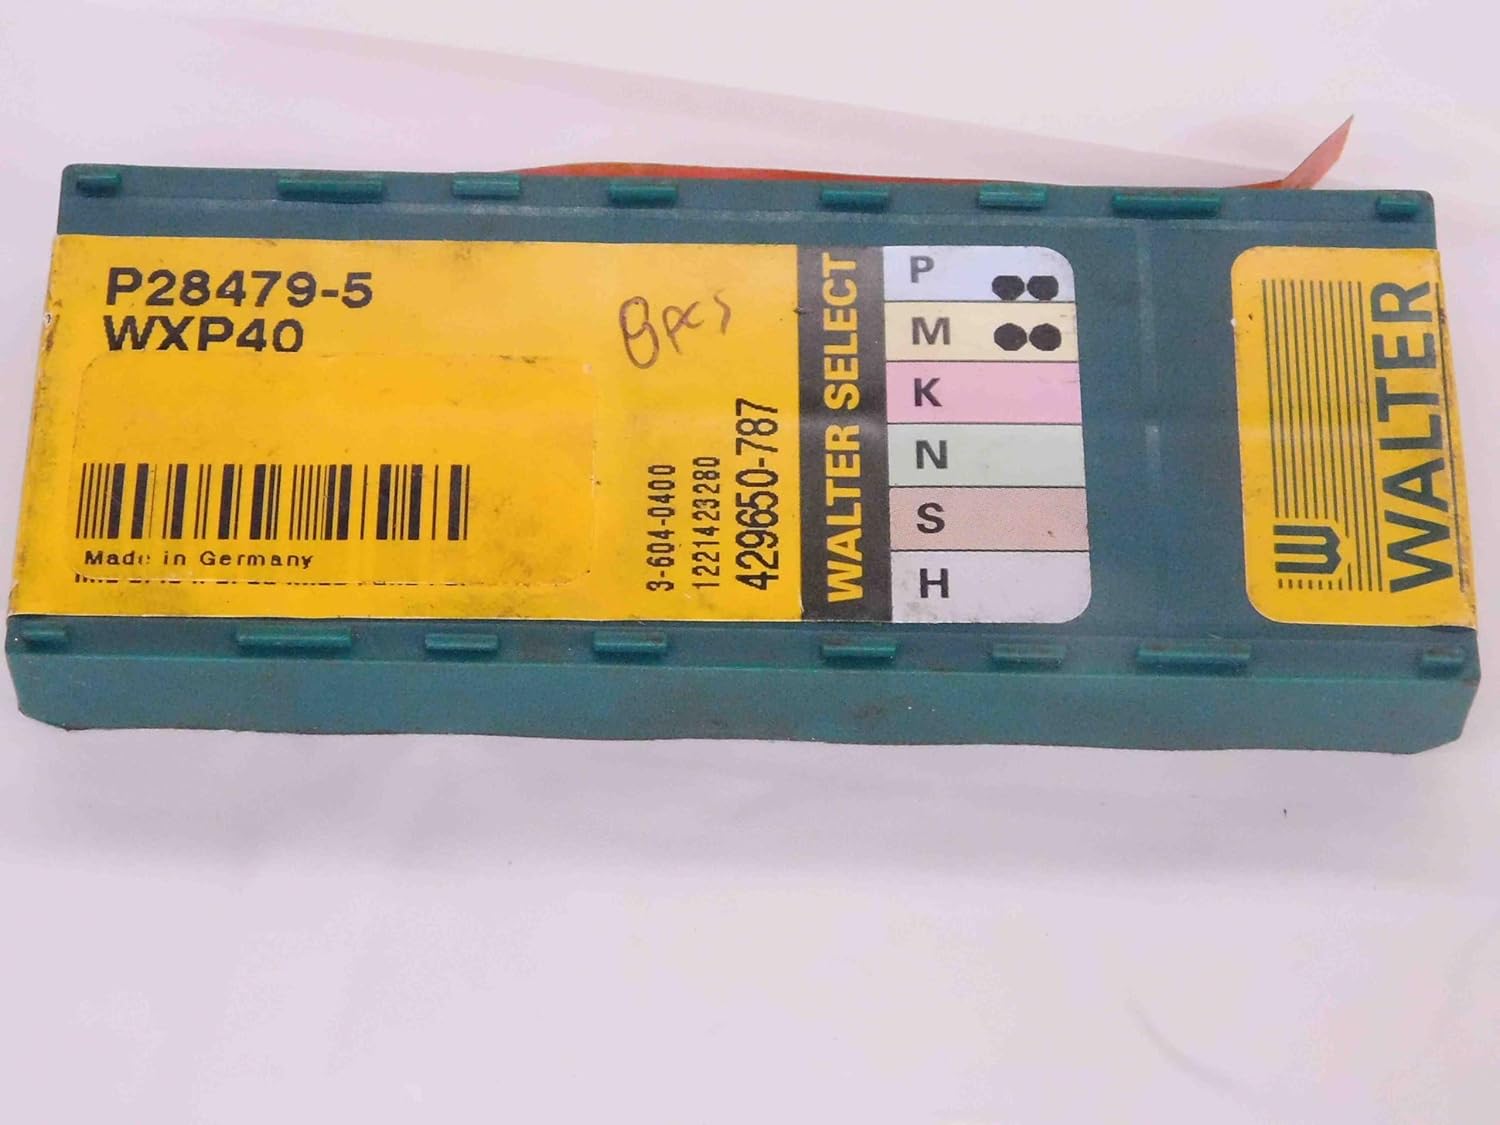 P28479-5
WXP40
8pcs
Made in Germany
3-604-0400
1221423280
429650-787
WALTER SELECT
P
M
K
N
S
H
W
WALTER